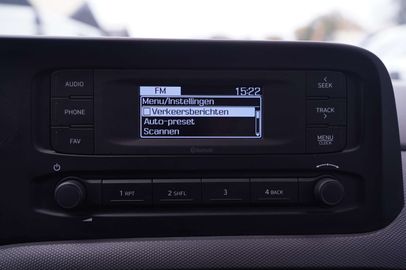 AUDIO
PHONE
FAV
FM 15:22
Menu/Instellingen
Verkeersberichten
Auto-preset
Scannen
Bluetooth
SEEK
TRACK
MENU
CLOCK
1 RPT
2 SHFL
3
4 BACK